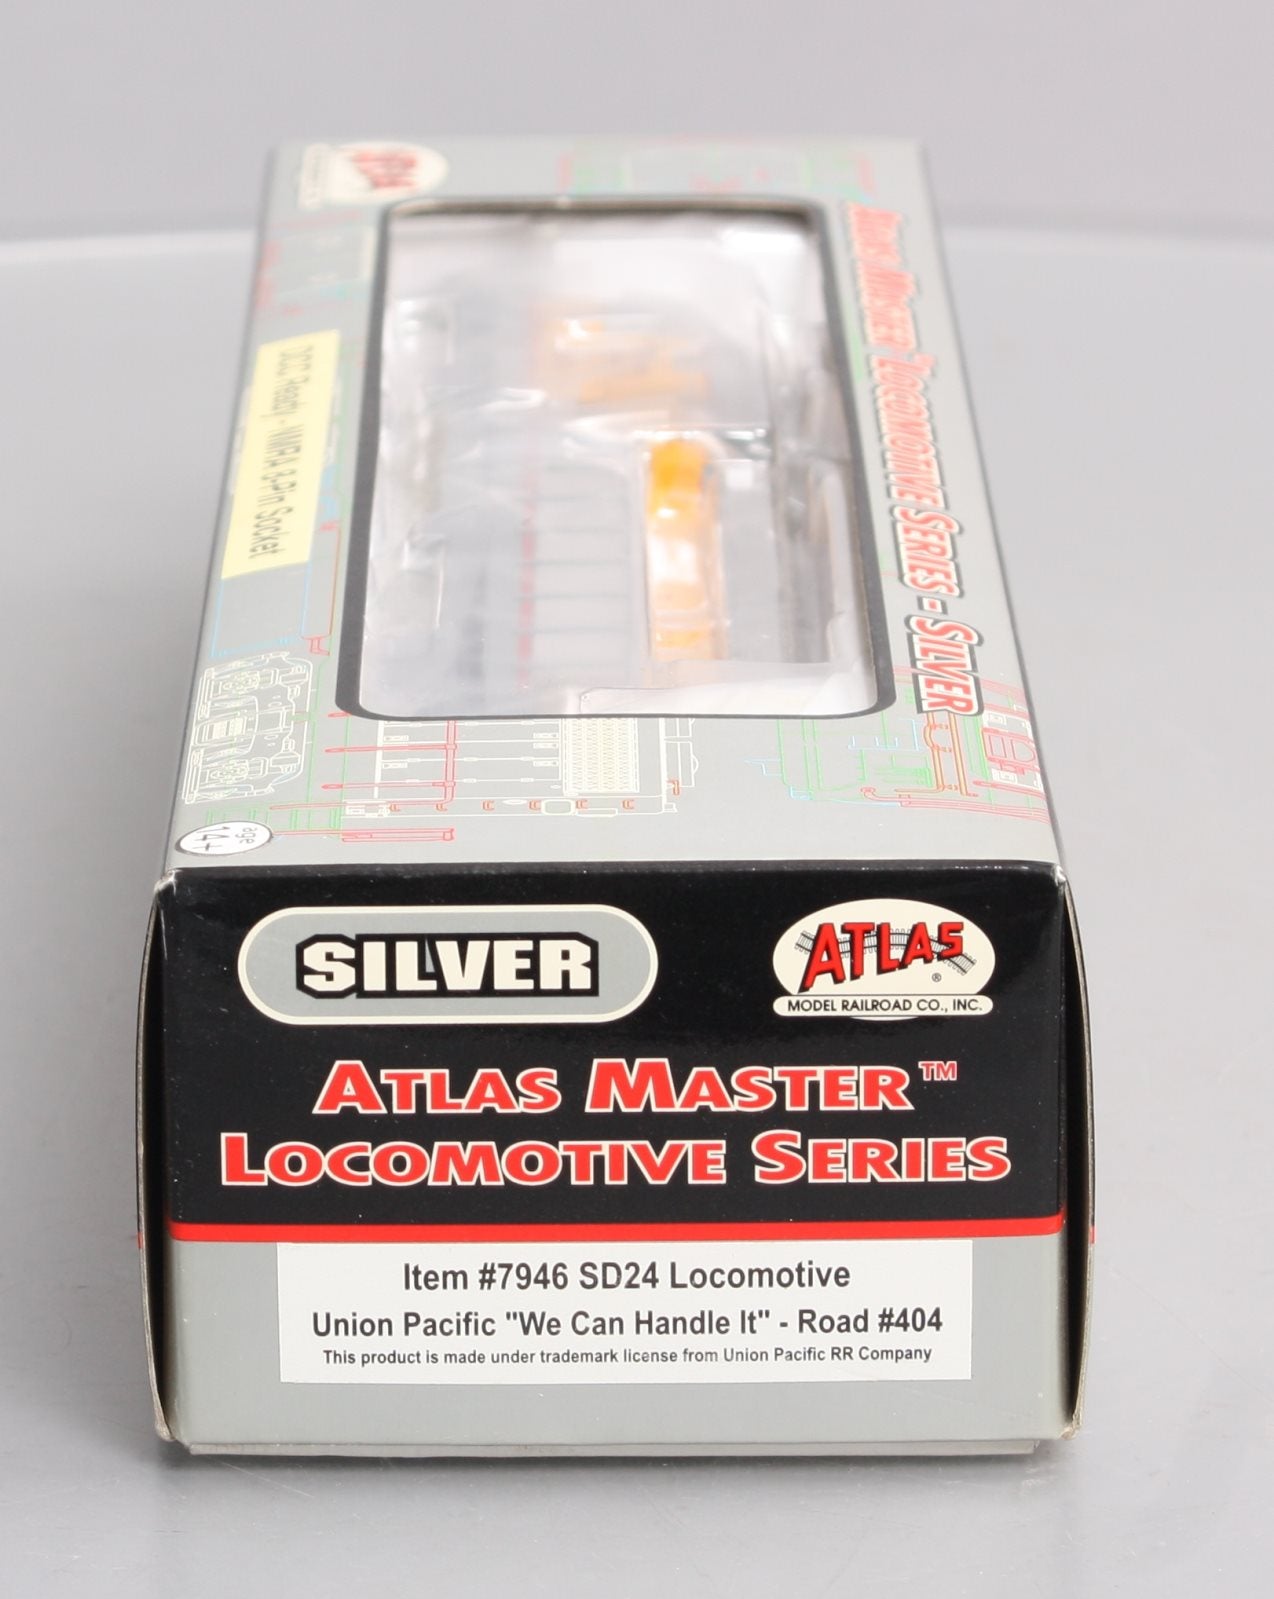 ATLAS MASTER LOCOMOTIVE SERIES - SILVER
DCC Ready - NMRA 8-Pin Socket
age
14+
SILVER
ATLAS
®
MODEL RAILROAD CO., INC.
ATLAS MASTER™
LOCOMOTIVE SERIES
Item #7946 SD24 Locomotive
Union Pacific "We Can Handle It" - Road #404
This product is made under trademark license from Union Pacific RR Company